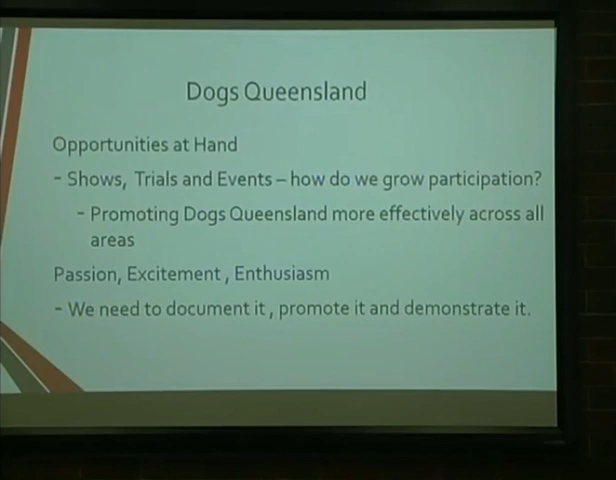 Dogs Queensland
Opportunities at Hand
- Shows, Trials and Events – how do we grow participation?
- Promoting Dogs Queensland more effectively across all
areas
Passion, Excitement , Enthusiasm
- We need to document it , promote it and demonstrate it.